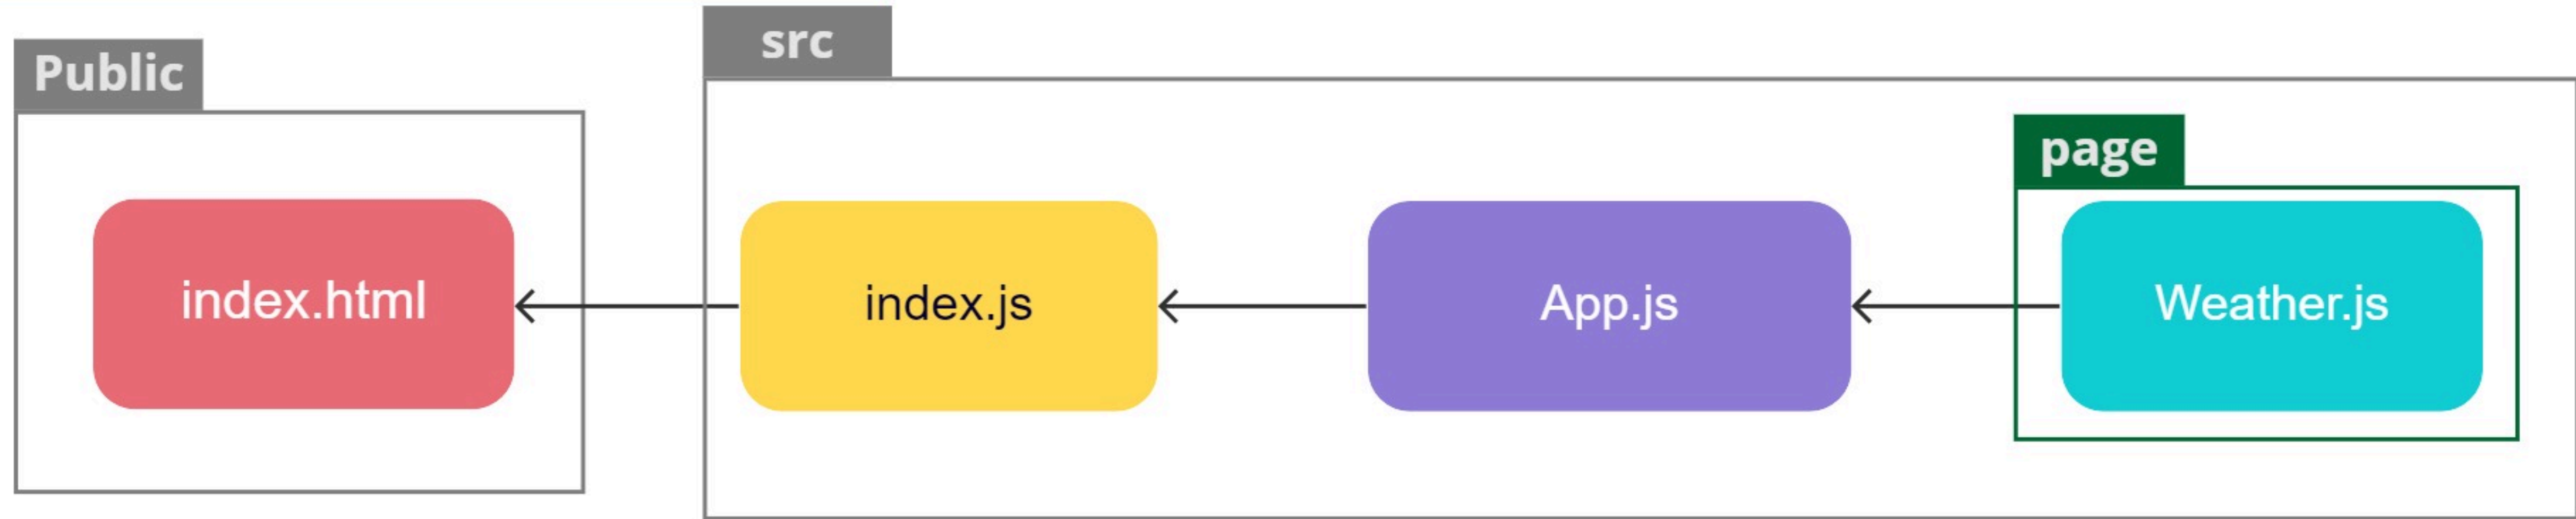 Public
src
page
index.html
index.js
App.js
Weather.js